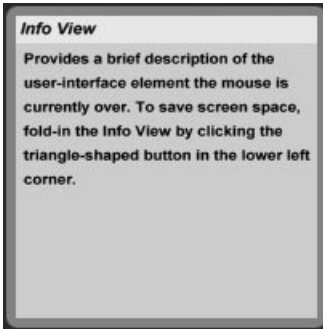 Info View
Provides a brief description of the
user-interface element the mouse is
currently over. To save screen space,
fold-in the Info View by clicking the
triangle-shaped button in the lower left
corner.